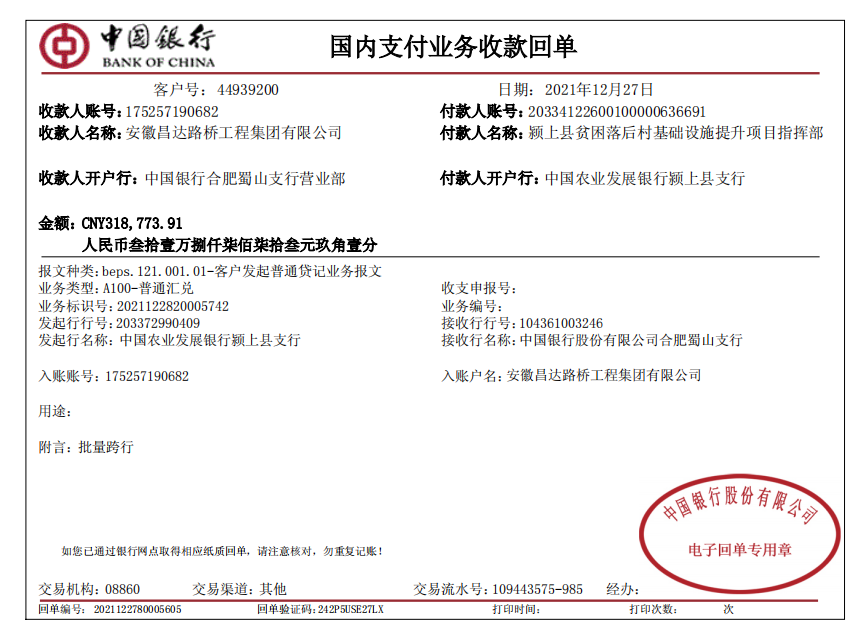 中国银行
BANK OF CHINA
国内支付业务收款回单
客户号：44939200 日期：2021年12月27日
收款人账号：175257190682 付款人账号：20334122600100000636691
收款人名称：安徽昌达路桥工程集团有限公司 付款人名称：颍上县贫困落后村基础设施提升项目指挥部
收款人开户行：中国银行合肥蜀山支行营业部 付款人开户行：中国农业发展银行颍上县支行
金额：CNY318,773.91
人民币叁拾壹万捌仟柒佰柒拾叁元玖角壹分
报文种类：beps.121.001.01-客户发起普通贷记业务报文
业务类型：A100-普通汇兑 收支申报号：
业务标识号：2021122820005742 业务编号：
发起行行号：203372990409 接收行行号：104361003246
发起行名称：中国农业发展银行颍上县支行 接收行名称：中国银行股份有限公司合肥蜀山支行
入账账号：175257190682 入账户名：安徽昌达路桥工程集团有限公司
用途：
附言：批量跨行
中国银行股份有限公司
电子回单专用章
如您已通过银行网点取得相应纸质回单，请注意核对，勿重复记账！
交易机构：08860 交易渠道：其他 交易流水号：109443575-985 经办：
回单编号：2021122780005605 回单验证码：242P5USE27LX 打印时间： 打印次数： 次